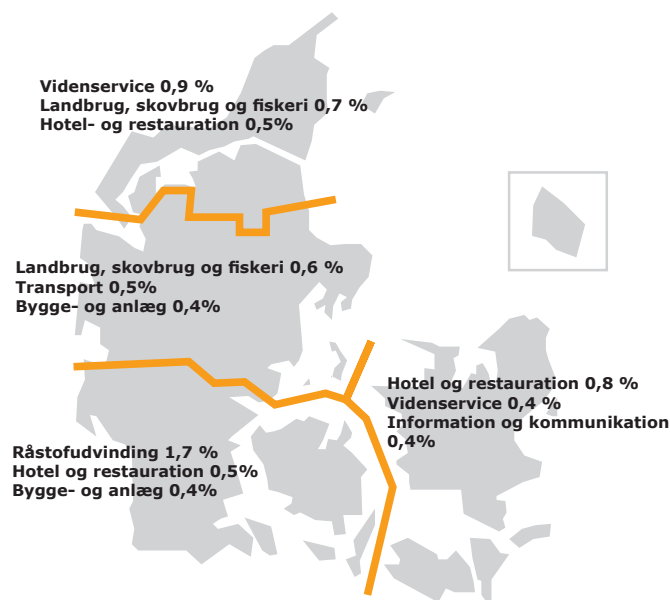 Videnservice 0,9 %
Landbrug, skovbrug og fiskeri 0,7 %
Hotel- og restauration 0,5%
Landbrug, skovbrug og fiskeri 0,6 %
Transport 0,5%
Bygge- og anlæg 0,4%
Hotel og restauration 0,8 %
Videnservice 0,4 %
Information og kommunikation
0,4%
Råstofudvinding 1,7 %
Hotel og restauration 0,5%
Bygge- og anlæg 0,4%